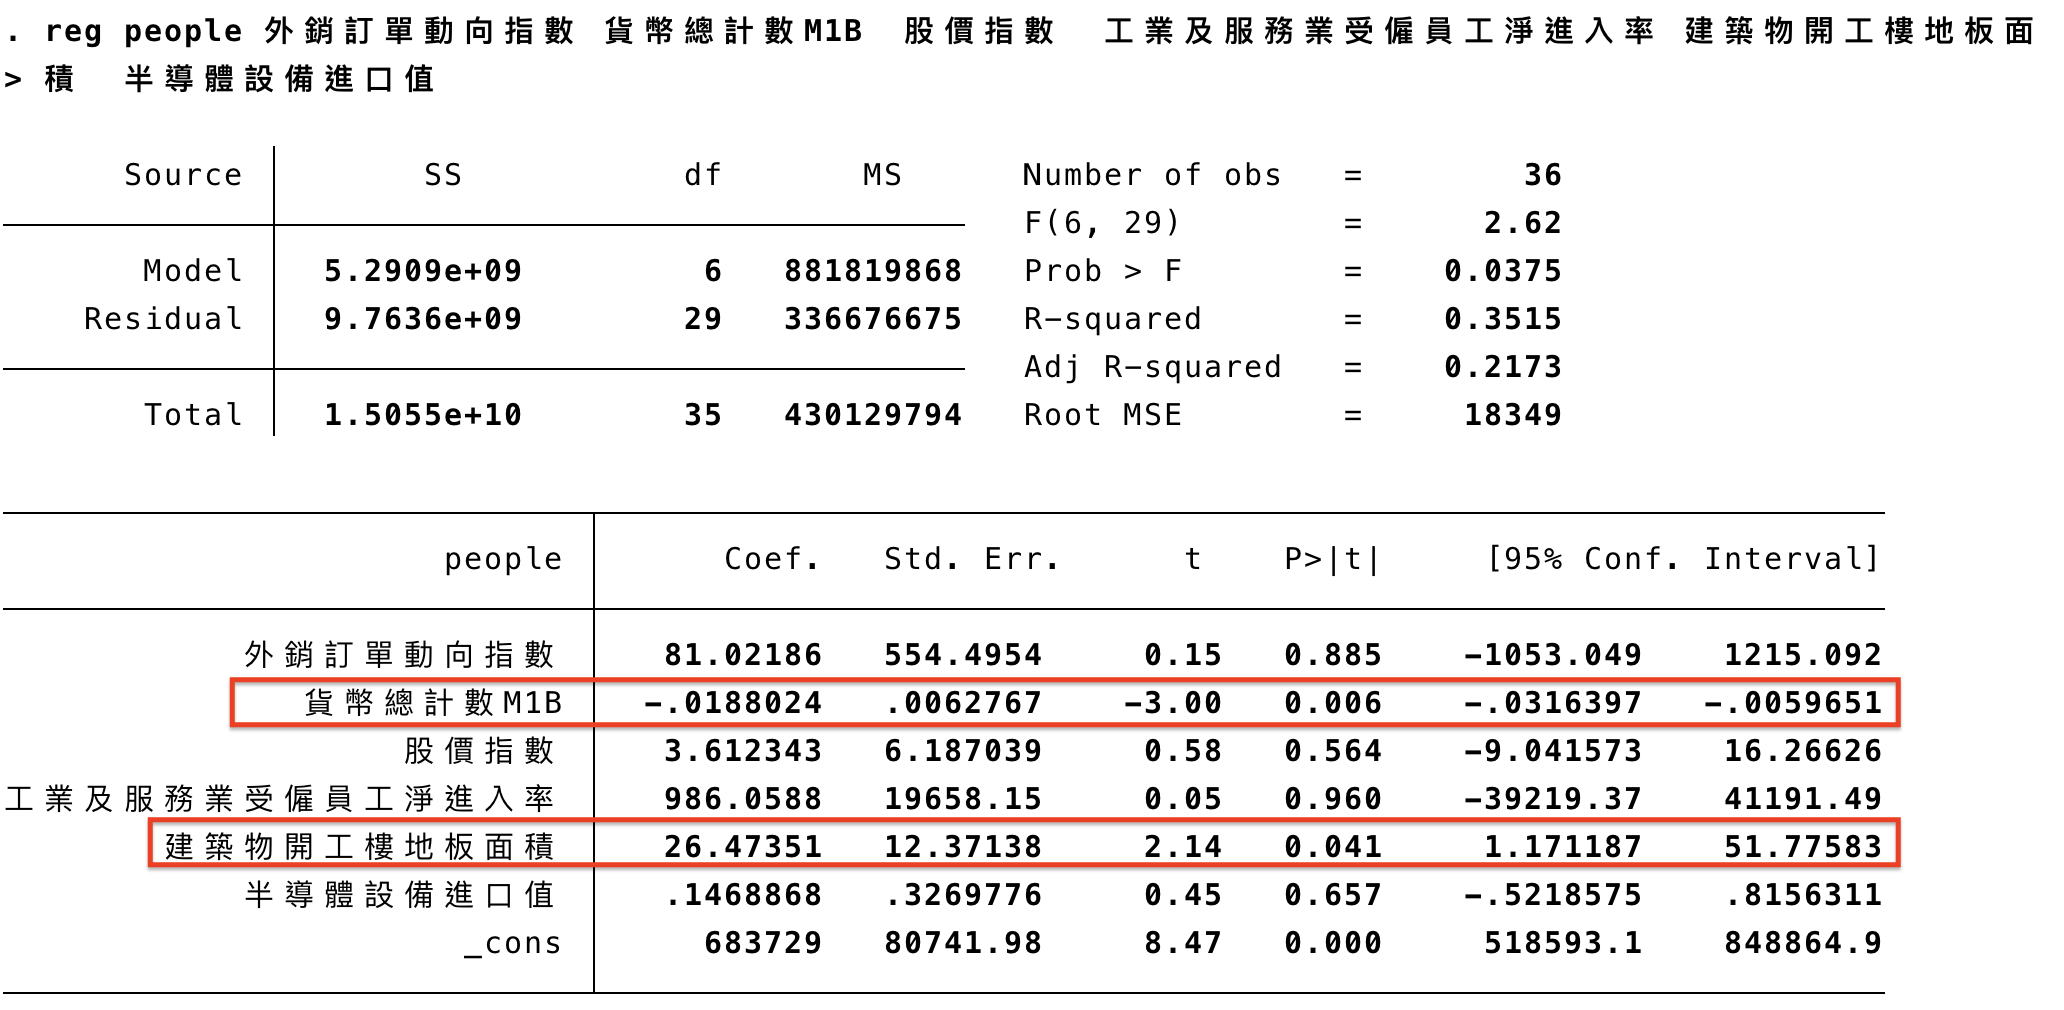 . reg people 外銷訂單動向指數 貨幣總計數M1B 股價指數 工業及服務業受僱員工淨進入率 建築物開工樓地板面
> 積 半導體設備進口值
Source SS df MS Number of obs = 36
F(6, 29) = 2.62
Model 5.2909e+09 6 881819868 Prob > F = 0.0375
Residual 9.7636e+09 29 336676675 R-squared = 0.3515
Adj R-squared = 0.2173
Total 1.5055e+10 35 430129794 Root MSE = 18349
people Coef. Std. Err. t P>|t| [95% Conf. Interval]
外銷訂單動向指數 81.02186 554.4954 0.15 0.885 -1053.049 1215.092
貨幣總計數M1B -.0188024 .0062767 -3.00 0.006 -.0316397 -.0059651
股價指數 3.612343 6.187039 0.58 0.564 -9.041573 16.26626
工業及服務業受僱員工淨進入率 986.0588 19658.15 0.05 0.960 -39219.37 41191.49
建築物開工樓地板面積 26.47351 12.37138 2.14 0.041 1.171187 51.77583
半導體設備進口值 .1468868 .3269776 0.45 0.657 -.5218575 .8156311
_cons 683729 80741.98 8.47 0.000 518593.1 848864.9